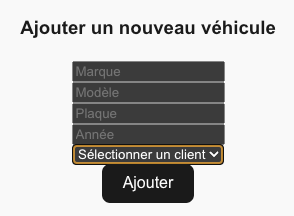 Ajouter un nouveau véhicule
Marque
Modèle
Plaque
Année
Sélectionner un client
Ajouter